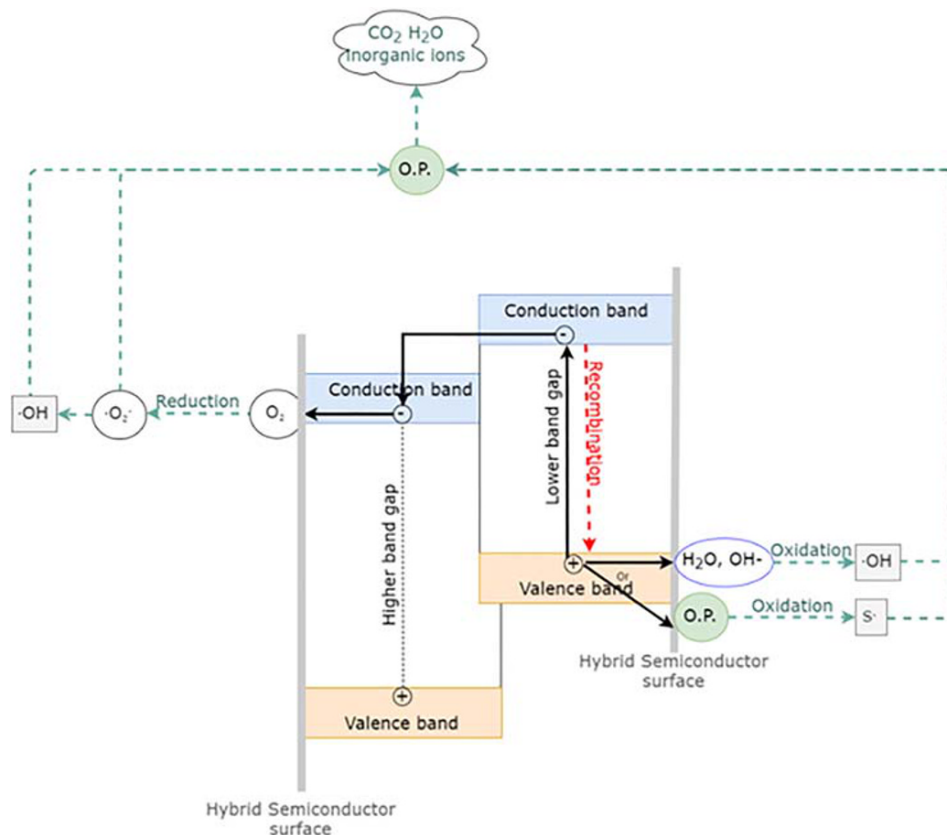 CO₂ H₂O
Inorganic ions
O.P.
Conduction band
Conduction band
Recombination
Lower band gap
Higher band gap
·OH
·O₂·
Reduction
O₂
-
-
+
Or
Valence band
H₂O, OH-
Oxidation
·OH
O.P.
Oxidation
S·
Hybrid Semiconductor
surface
+
Valence band
Hybrid Semiconductor
surface